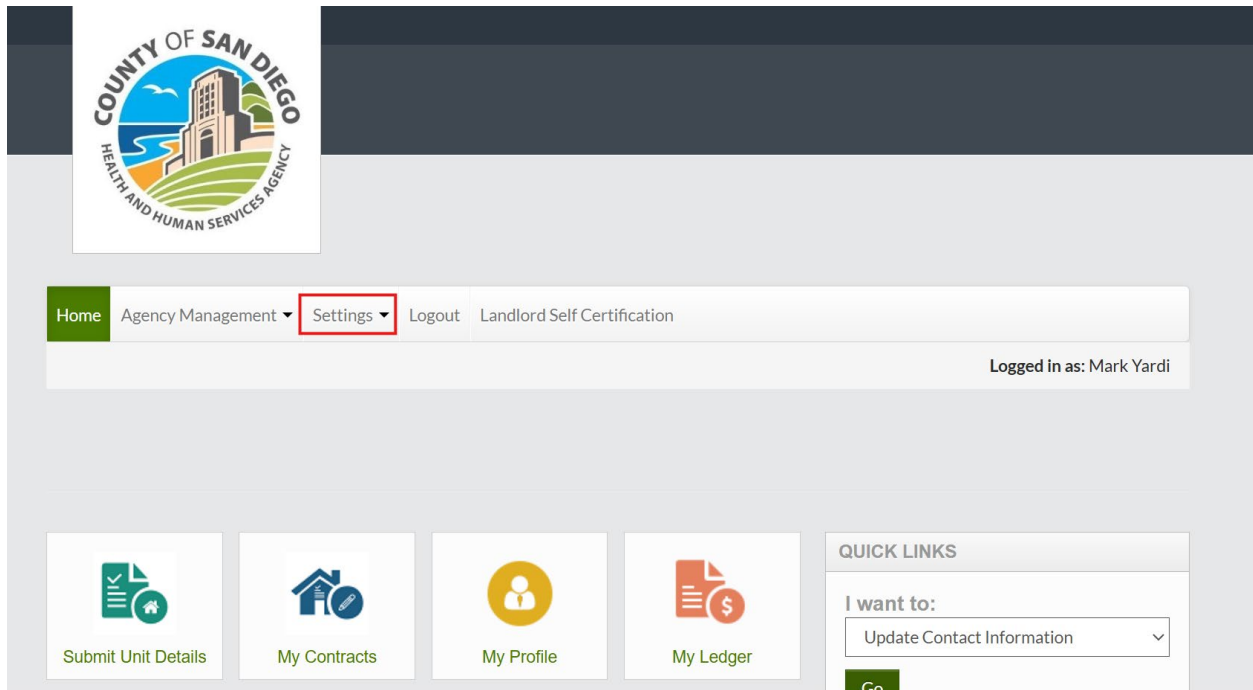 COUNTY OF SAN DIEGO
HEALTH AND HUMAN SERVICES AGENCY
Home Agency Management Settings Logout Landlord Self Certification
Logged in as: Mark Yardi
QUICK LINKS
I want to:
Update Contact Information
Submit Unit Details My Contracts My Profile My Ledger
Go